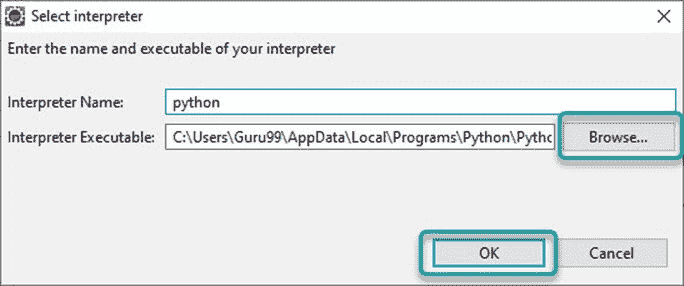 Select interpreter
Enter the name and executable of your interpreter
Interpreter Name: python
Interpreter Executable: C:\Users\Guru99\AppData\Local\Programs\Python\Pythc Browse...
OK Cancel